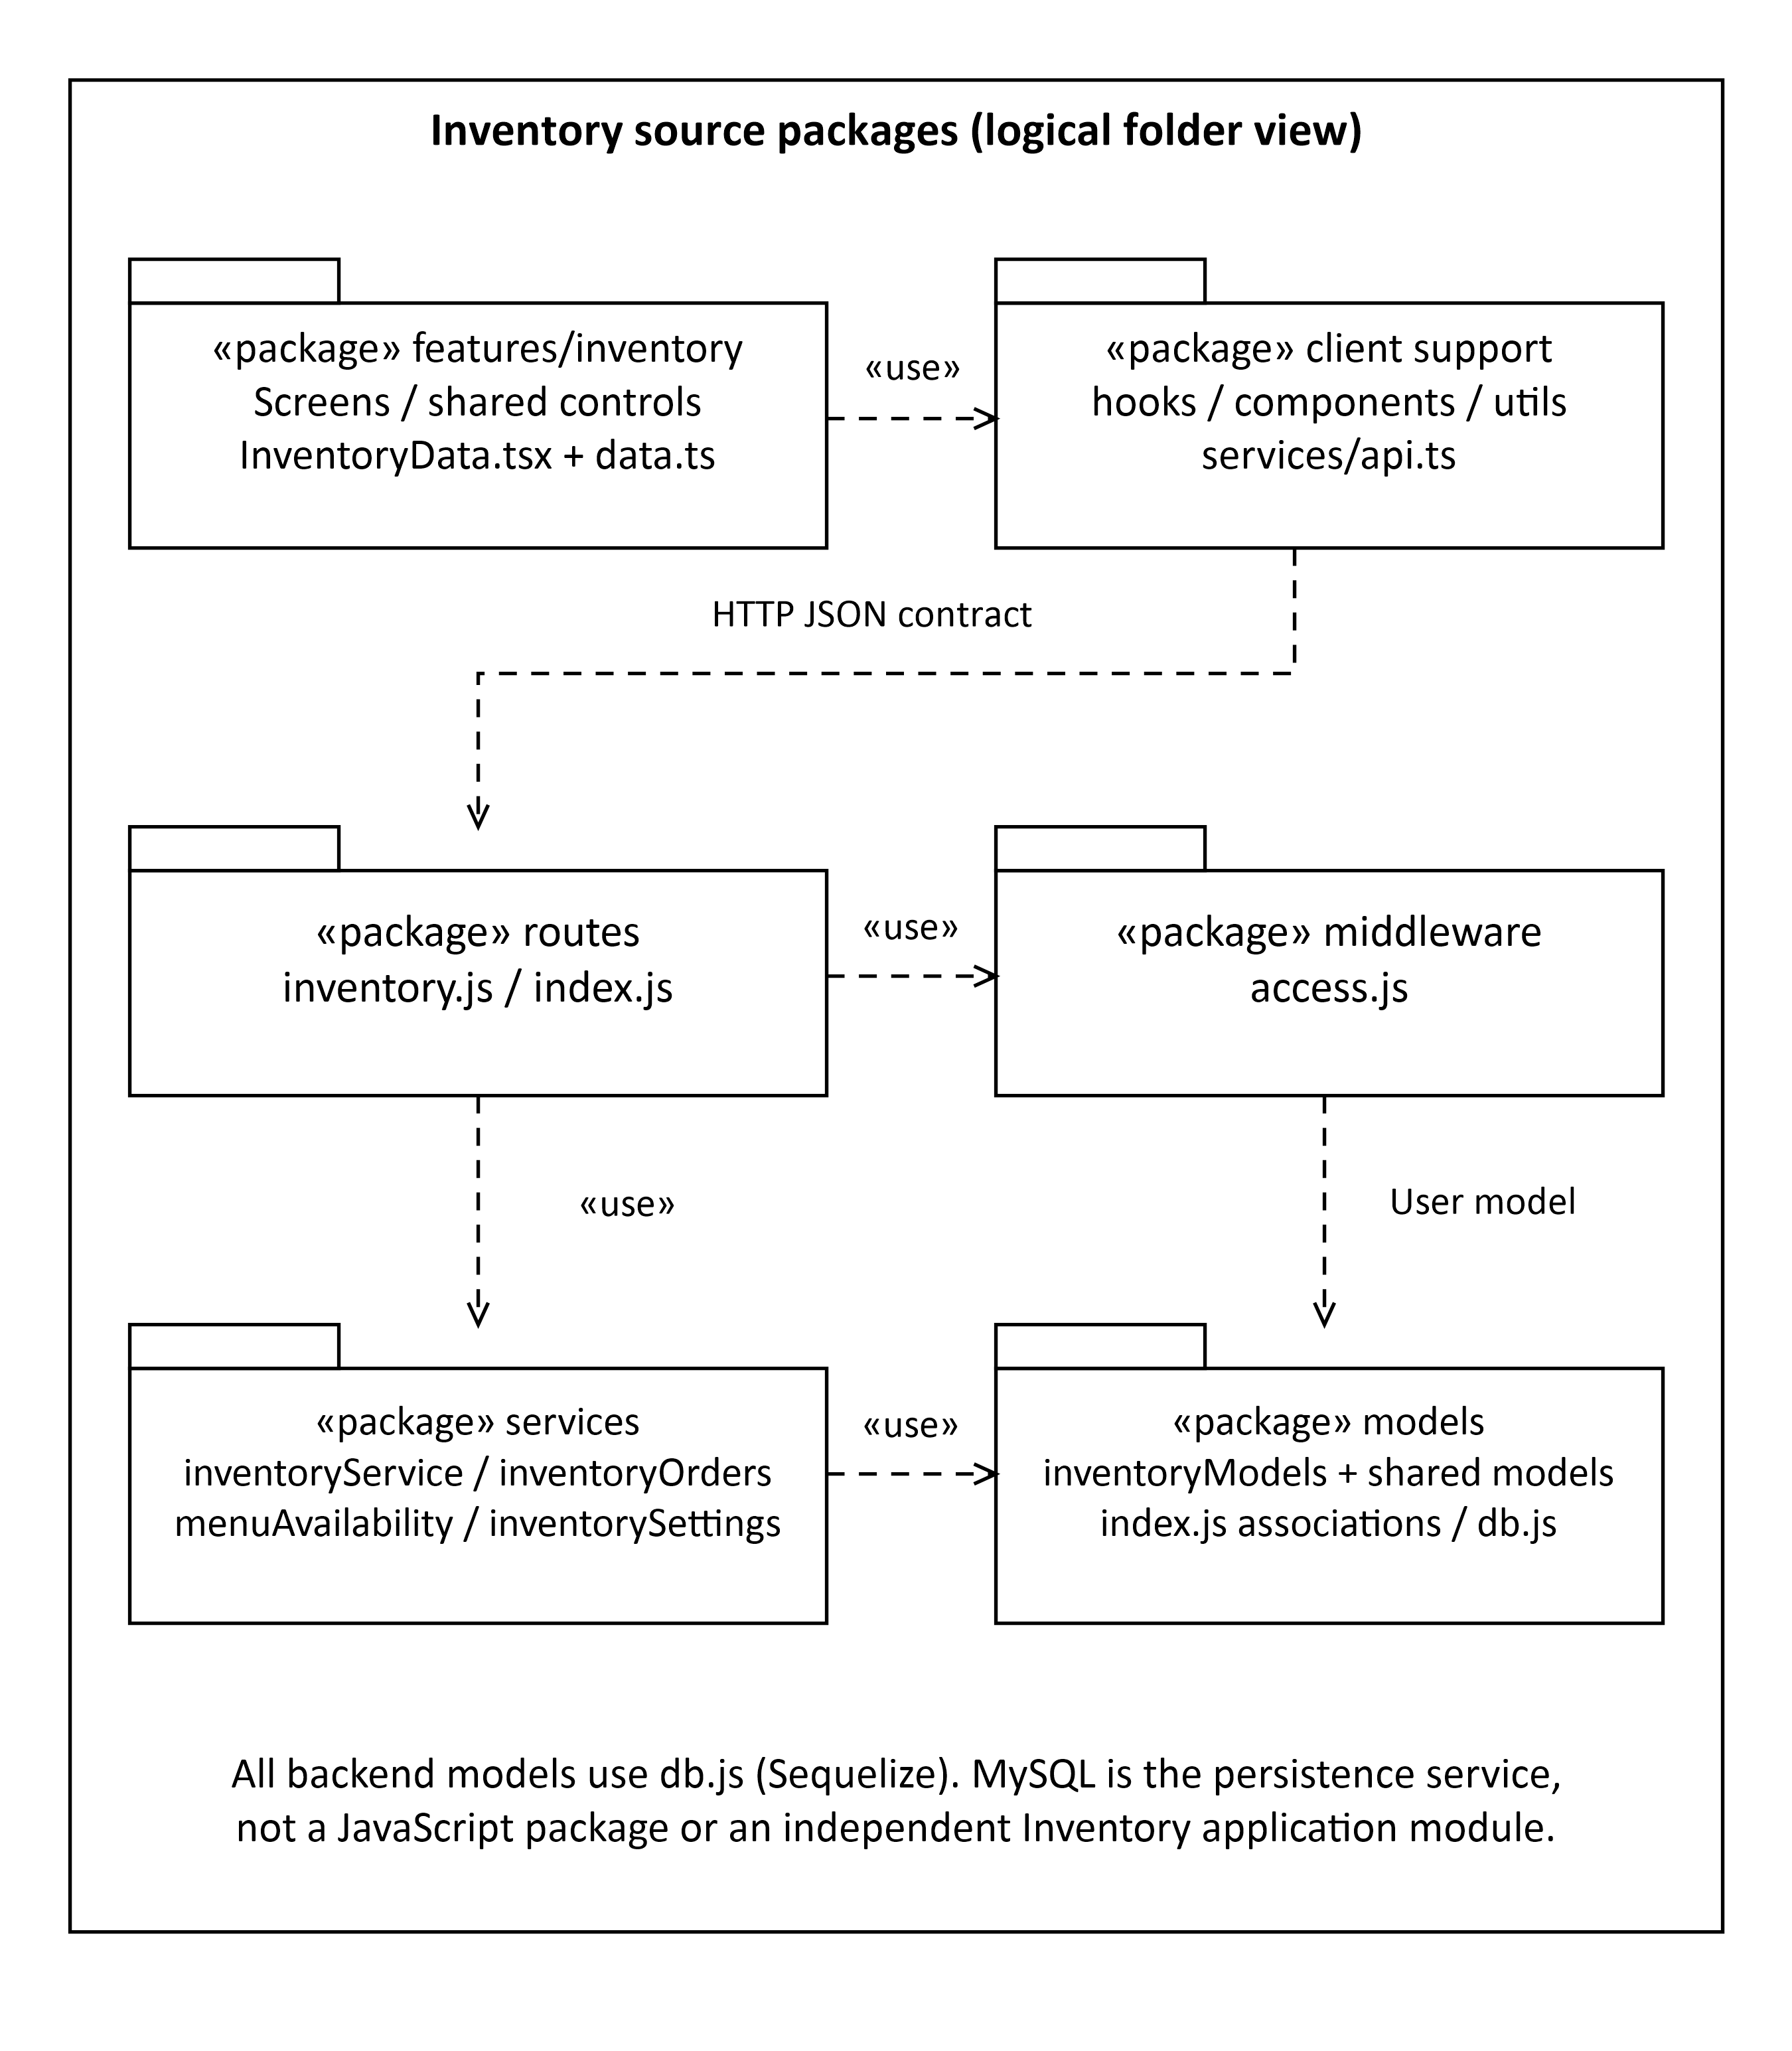 Inventory source packages (logical folder view)
«package» features/inventory
Screens / shared controls
InventoryData.tsx + data.ts
«use»
«package» client support
hooks / components / utils
services/api.ts
HTTP JSON contract
«package» routes
inventory.js / index.js
«use»
«package» middleware
access.js
«use»
User model
«package» services
inventoryService / inventoryOrders
menuAvailability / inventorySettings
«use»
«package» models
inventoryModels + shared models
index.js associations / db.js
All backend models use db.js (Sequelize). MySQL is the persistence service,
not a JavaScript package or an independent Inventory application module.